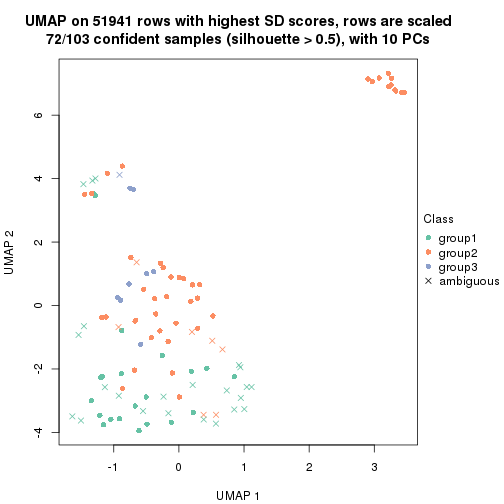 UMAP on 51941 rows with highest SD scores, rows are scaled
72/103 confident samples (silhouette > 0.5), with 10 PCs
6
4
2
0
-2
-4
UMAP 2
-1
0
1
2
3
UMAP 1
Class
group1
group2
group3
ambiguous